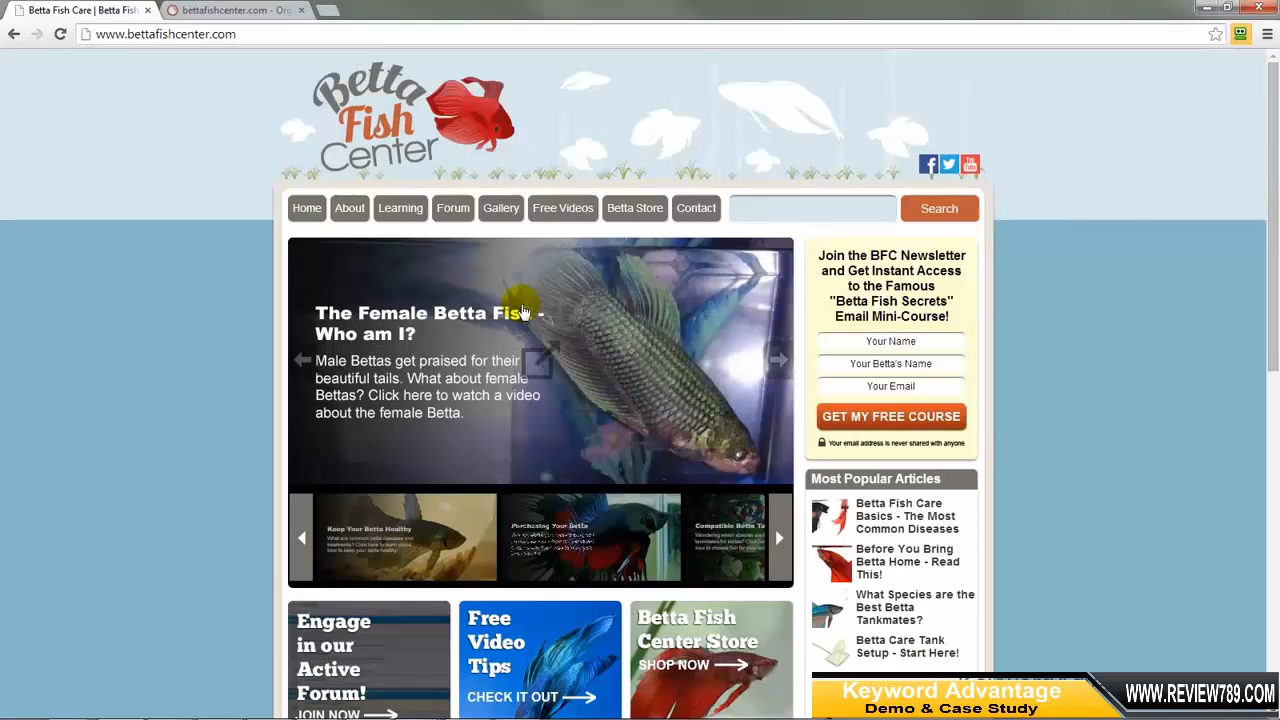 Betta Fish Care | Betta Fish
bettafishcenter.com - Org
www.bettafishcenter.com
Betta
Fish
Center
Home
About
Learning
Forum
Gallery
Free Videos
Betta Store
Contact
Search
The Female Betta Fish -
Who am I?
Male Bettas get praised for their
beautiful tails. What about female
Bettas? Click here to watch a video
about the female Betta.
Join the BFC Newsletter
and Get Instant Access
to the Famous
"Betta Fish Secrets"
Email Mini-Course!
Your Name
Your Betta's Name
Your Email
GET MY FREE COURSE
Your email address is never shared with anyone
Most Popular Articles
Betta Fish Care
Basics - The Most
Common Diseases
Before You Bring
Betta Home - Read
This!
What Species are the
Best Betta
Tankmates?
Betta Care Tank
Setup - Start Here!
Keep Your Betta Healthy
Purchasing Your Betta
Compatible Betta Ta
Engage
in our
Active
Forum!
JOIN NOW
Free
Video
Tips
CHECK IT OUT
Betta Fish
Center Store
SHOP NOW
Keyword Advantage
Demo & Case Study
WWW.REVIEW789.COM